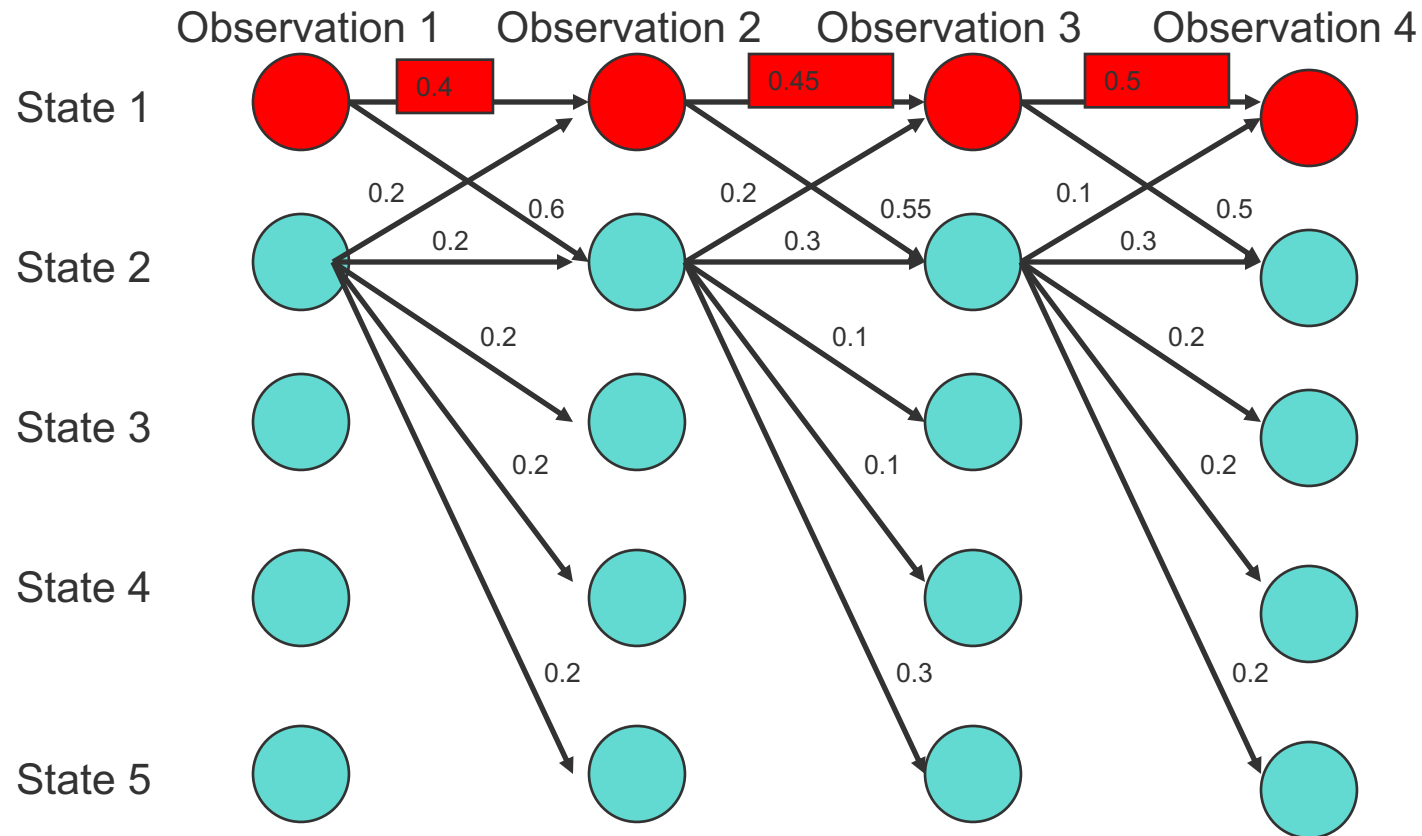 Observation 1 Observation 2 Observation 3 Observation 4
State 1 0.4 0.45 0.5
0.2 0.6 0.2 0.55 0.1 0.5
State 2 0.2 0.3 0.3
0.2 0.1 0.2
State 3
0.2 0.1 0.2
State 4
0.2 0.3 0.2
State 5